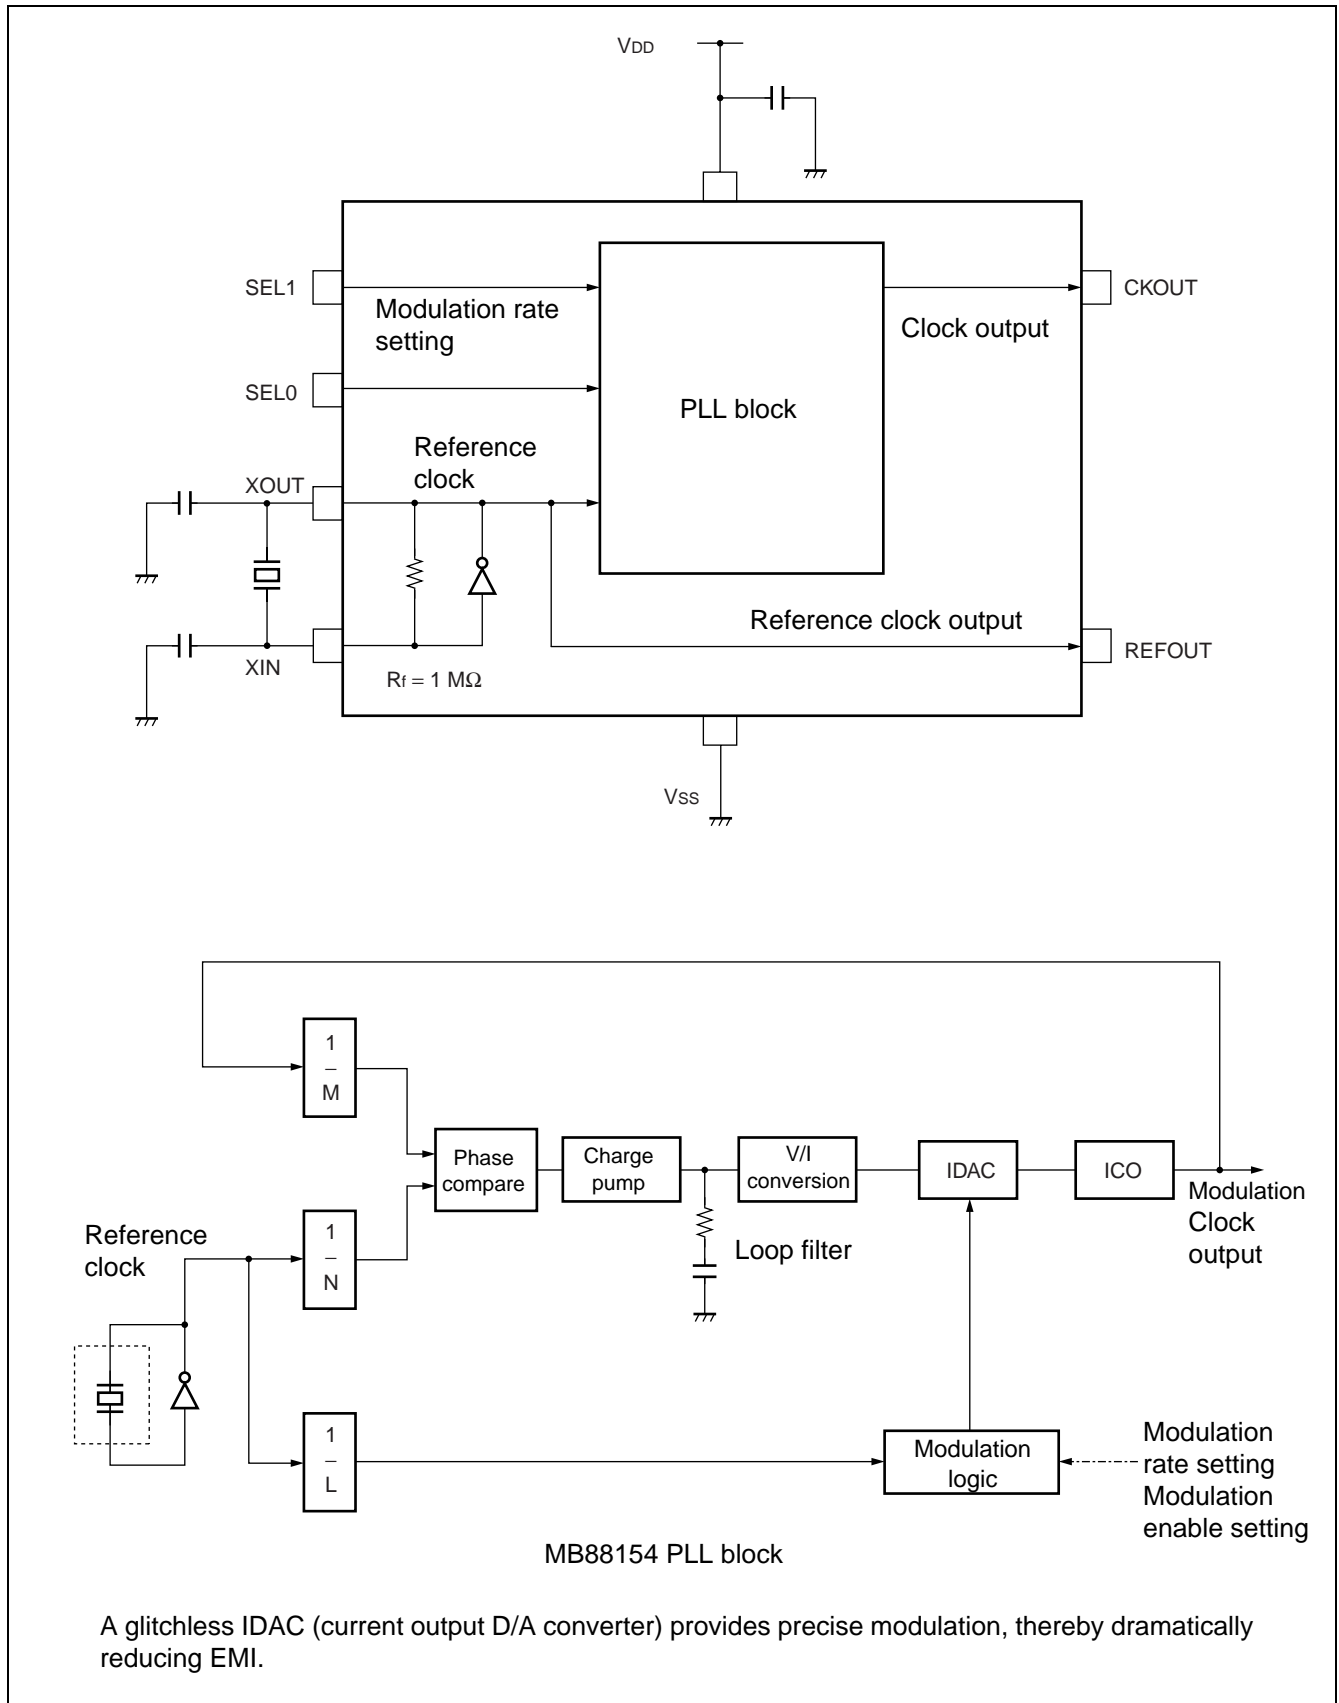 VDD
SEL1
Modulation rate
setting
CKOUT
Clock output
SEL0
PLL block
Reference
clock
XOUT
Reference clock output
XIN
Rf = 1 MΩ
REFOUT
VSS
1
–
M
Phase
compare
Charge
pump
V/I
conversion
IDAC
ICO
Modulation
Clock
output
Reference
clock
1
–
N
Loop filter
1
–
L
Modulation
logic
Modulation
rate setting
Modulation
enable setting
MB88154 PLL block
A glitchless IDAC (current output D/A converter) provides precise modulation, thereby dramatically
reducing EMI.